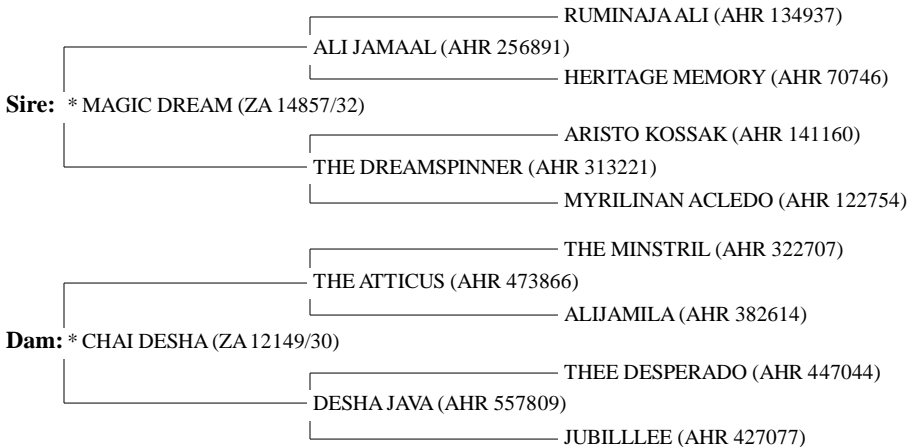 RUMINAJA ALI (AHR 134937)
ALI JAMAAL (AHR 256891)
HERITAGE MEMORY (AHR 70746)
Sire: * MAGIC DREAM (ZA 14857/32)
ARISTO KOSSAK (AHR 141160)
THE DREAMSPINNER (AHR 313221)
MYRILINAN ACLEDO (AHR 122754)
THE MINSTRIL (AHR 322707)
THE ATTICUS (AHR 473866)
ALIJAMILA (AHR 382614)
Dam: * CHAI DESHA (ZA 12149/30)
THEE DESPERADO (AHR 447044)
DESHA JAVA (AHR 557809)
JUBILLLEE (AHR 427077)